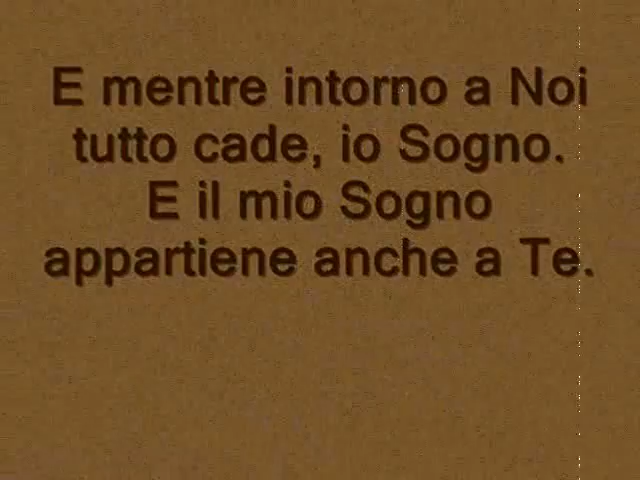 E mentre intorno a Noi
tutto cade, io Sogno.
E il mio Sogno
appartiene anche a Te.